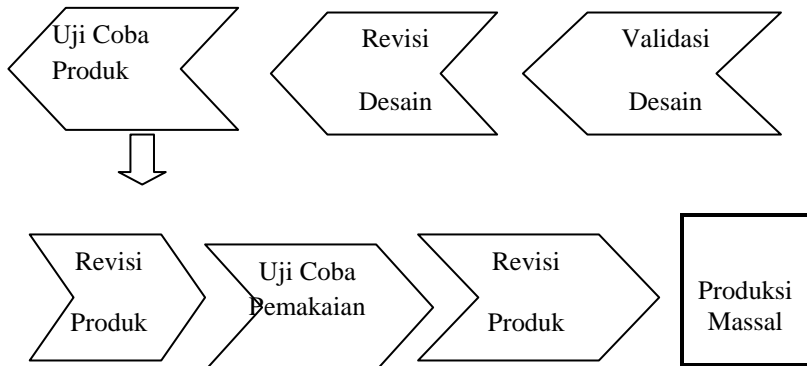 Uji Coba
Produk
Revisi
Desain
Validasi
Desain
Revisi
Produk
Uji Coba
Pemakaian
Revisi
Produk
Produksi
Massal